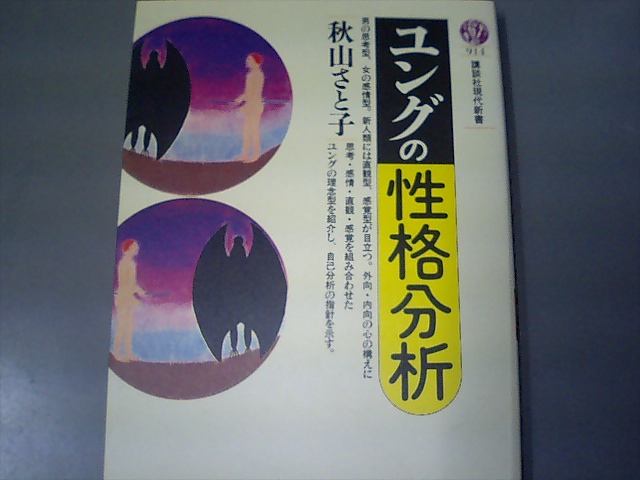 914
講談社現代新書
ユングの性格分析
秋山さと子
男の思考型、女の感情型。新人類には直観型、感覚型が目立つ。外向・内向の心の構えに
思考・感情・直観・感覚を組み合わせた
ユングの理念型を紹介し、自己分析の指針を示す。